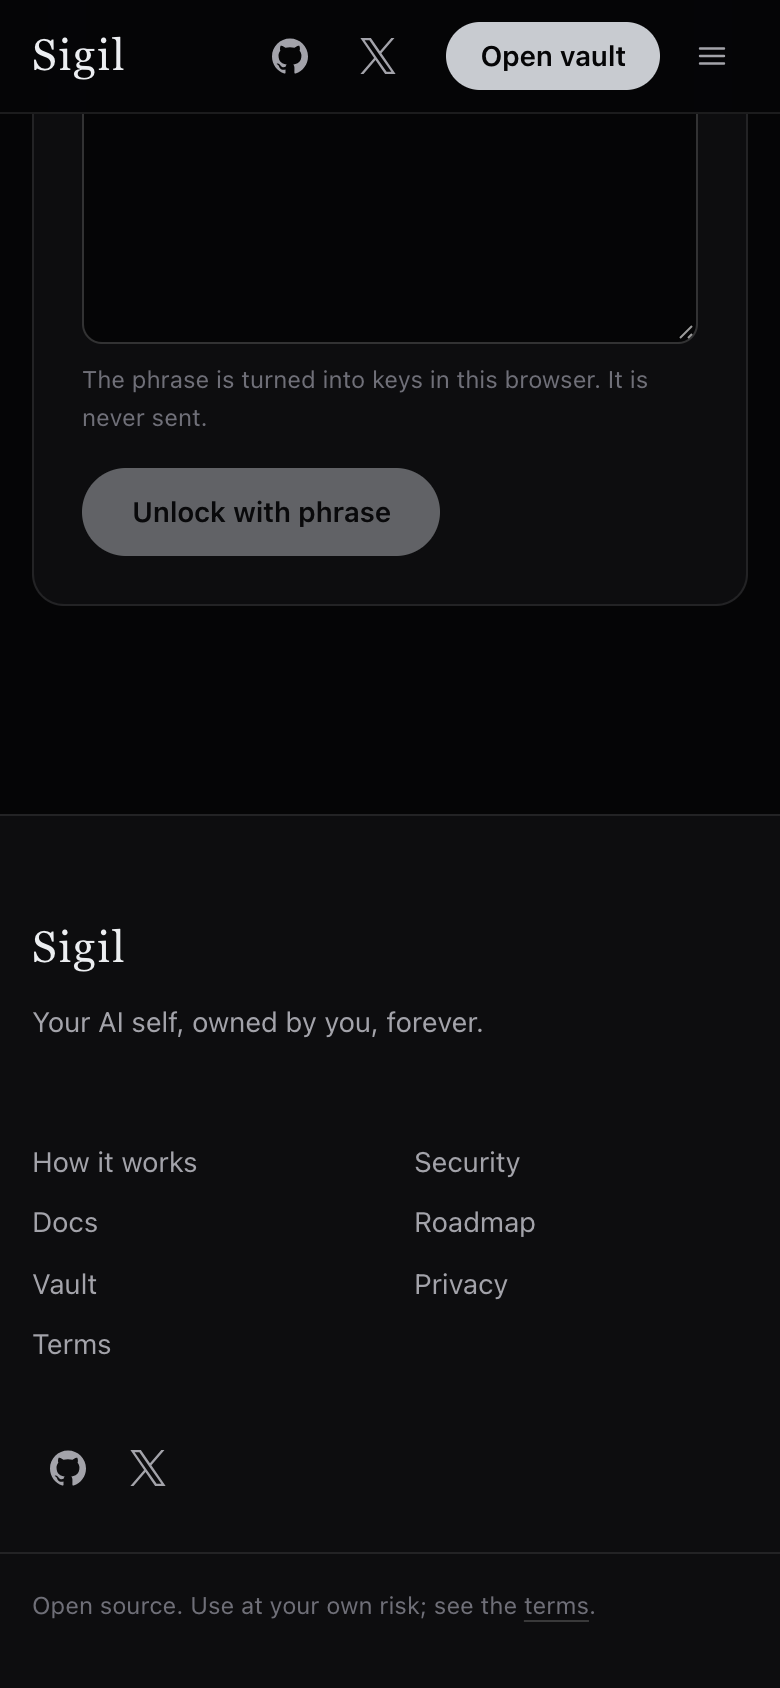 Sigil
Open vault
The phrase is turned into keys in this browser. It is
never sent.
Unlock with phrase
Sigil
Your AI self, owned by you, forever.
How it works
Security
Docs
Roadmap
Vault
Privacy
Terms
Open source. Use at your own risk; see the terms.